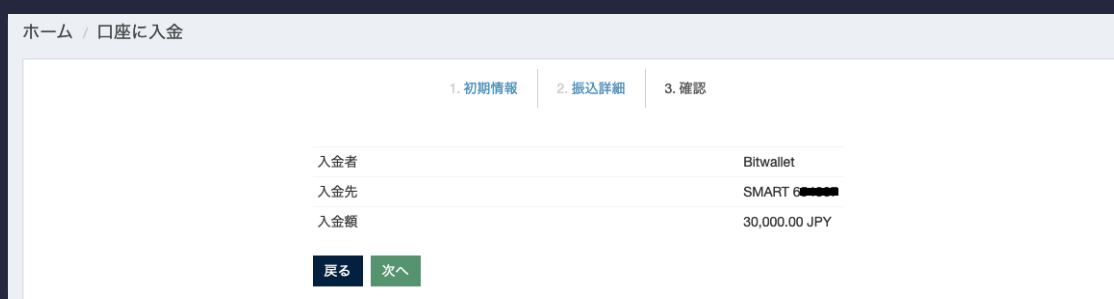 ホーム / 口座に入金
1. 初期情報 2. 振込詳細 3. 確認
入金者 Bitwallet
入金先 SMART 6
入金額 30,000.00 JPY
戻る 次へ